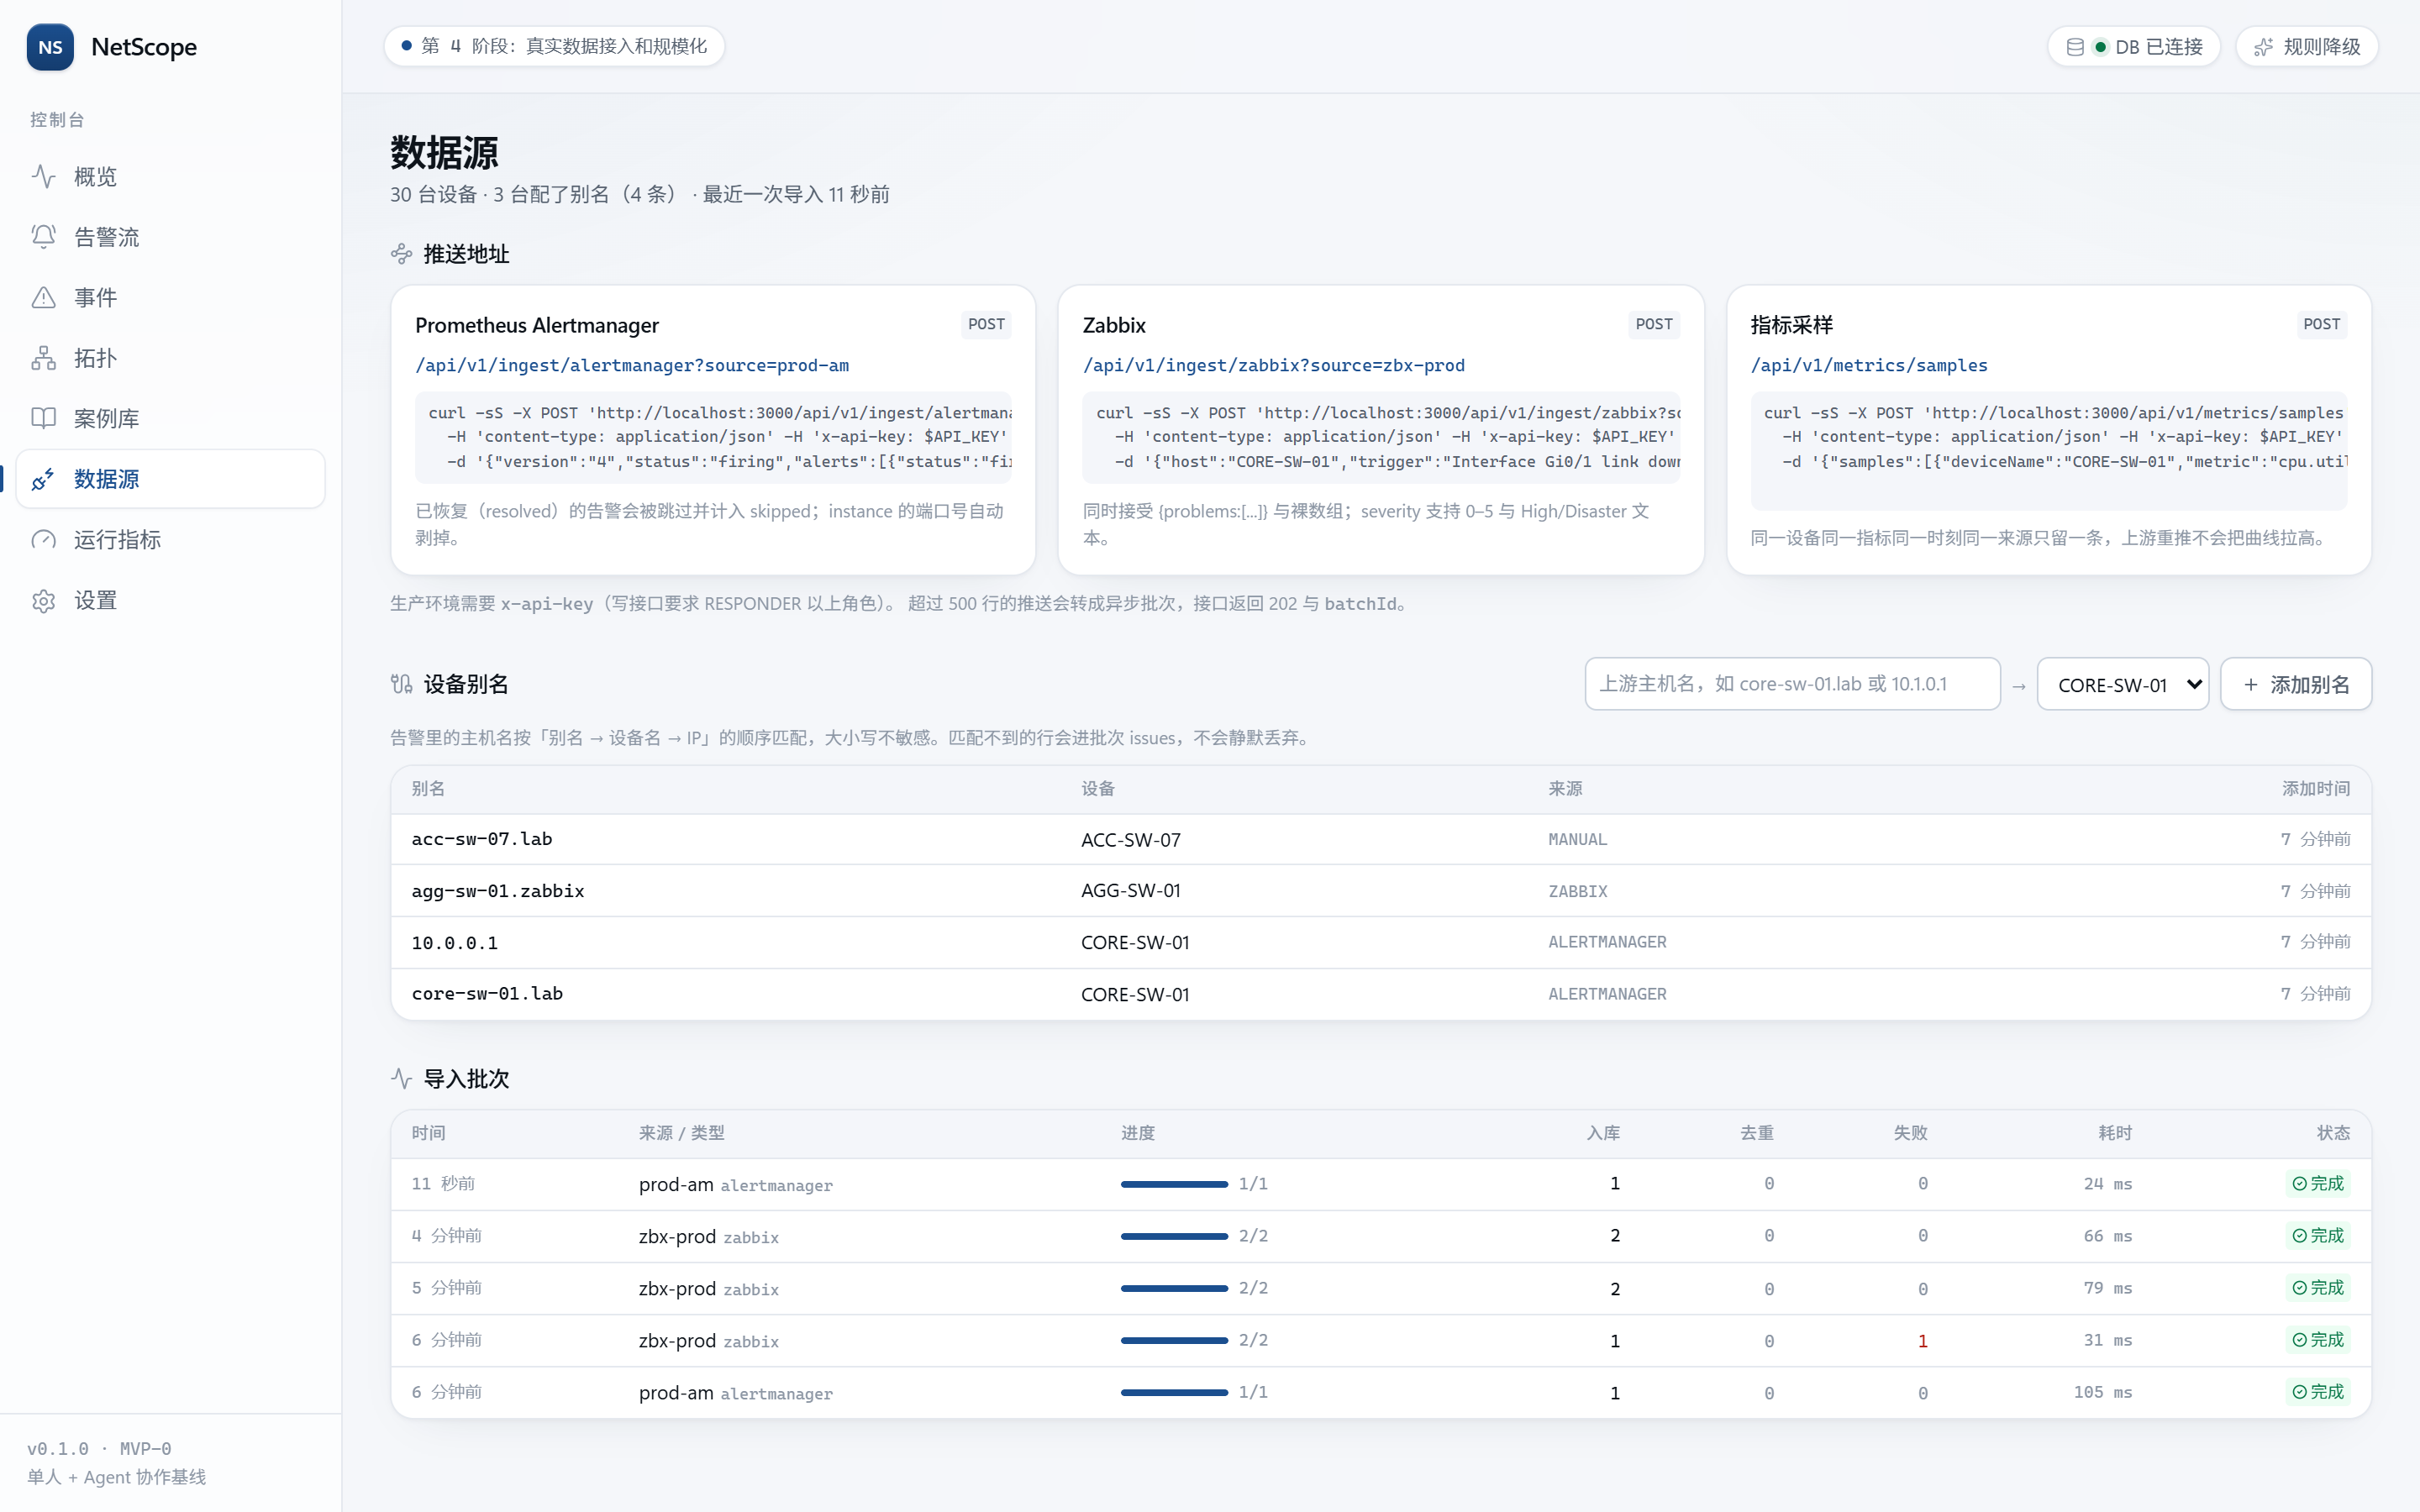 NS NetScope
控制台
概览
告警流
事件
拓扑
案例库
数据源
运行指标
设置
v0.1.0 · MVP-0
单人 + Agent 协作基线
第 4 阶段：真实数据接入和规模化
DB 已连接
规则降级
数据源
30 台设备 · 3 台配了别名（4 条） · 最近一次导入 11 秒前
推送地址
Prometheus Alertmanager POST
/api/v1/ingest/alertmanager?source=prod-am
curl -sS -X POST 'http://localhost:3000/api/v1/ingest/alertmana
-H 'content-type: application/json' -H 'x-api-key: $API_KEY'
-d '{"version":"4","status":"firing","alerts":[{"status":"fi
已恢复（resolved）的告警会被跳过并计入 skipped；instance 的端口号自动
剥掉。
Zabbix POST
/api/v1/ingest/zabbix?source=zbx-prod
curl -sS -X POST 'http://localhost:3000/api/v1/ingest/zabbix?so
-H 'content-type: application/json' -H 'x-api-key: $API_KEY'
-d '{"host":"CORE-SW-01","trigger":"Interface Gi0/1 link down
同时接受 {problems:[…]} 与裸数组；severity 支持 0–5 与 High/Disaster 文
本。
指标采样 POST
/api/v1/metrics/samples
curl -sS -X POST 'http://localhost:3000/api/v1/metrics/samples
-H 'content-type: application/json' -H 'x-api-key: $API_KEY'
-d '{"samples":[{"deviceName":"CORE-SW-01","metric":"cpu.util
同一设备同一指标同一时刻同一来源只留一条，上游重推不会把曲线拉高。
生产环境需要 x-api-key（写接口要求 RESPONDER 以上角色）。 超过 500 行的推送会转成异步批次，接口返回 202 与 batchId。
设备别名
上游主机名，如 core-sw-01.lab 或 10.1.0.1 → CORE-SW-01 + 添加别名
告警里的主机名按「别名 → 设备名 → IP」的顺序匹配，大小写不敏感。匹配不到的行会进批次 issues，不会静默丢弃。
别名 设备 来源 添加时间
acc-sw-07.lab ACC-SW-07 MANUAL 7 分钟前
agg-sw-01.zabbix AGG-SW-01 ZABBIX 7 分钟前
10.0.0.1 CORE-SW-01 ALERTMANAGER 7 分钟前
core-sw-01.lab CORE-SW-01 ALERTMANAGER 7 分钟前
导入批次
时间 来源 / 类型 进度 入库 去重 失败 耗时 状态
11 秒前 prod-am alertmanager 1/1 1 0 0 24 ms 完成
4 分钟前 zbx-prod zabbix 2/2 2 0 0 66 ms 完成
5 分钟前 zbx-prod zabbix 2/2 2 0 0 79 ms 完成
6 分钟前 zbx-prod zabbix 2/2 1 0 1 31 ms 完成
6 分钟前 prod-am alertmanager 1/1 1 0 0 105 ms 完成